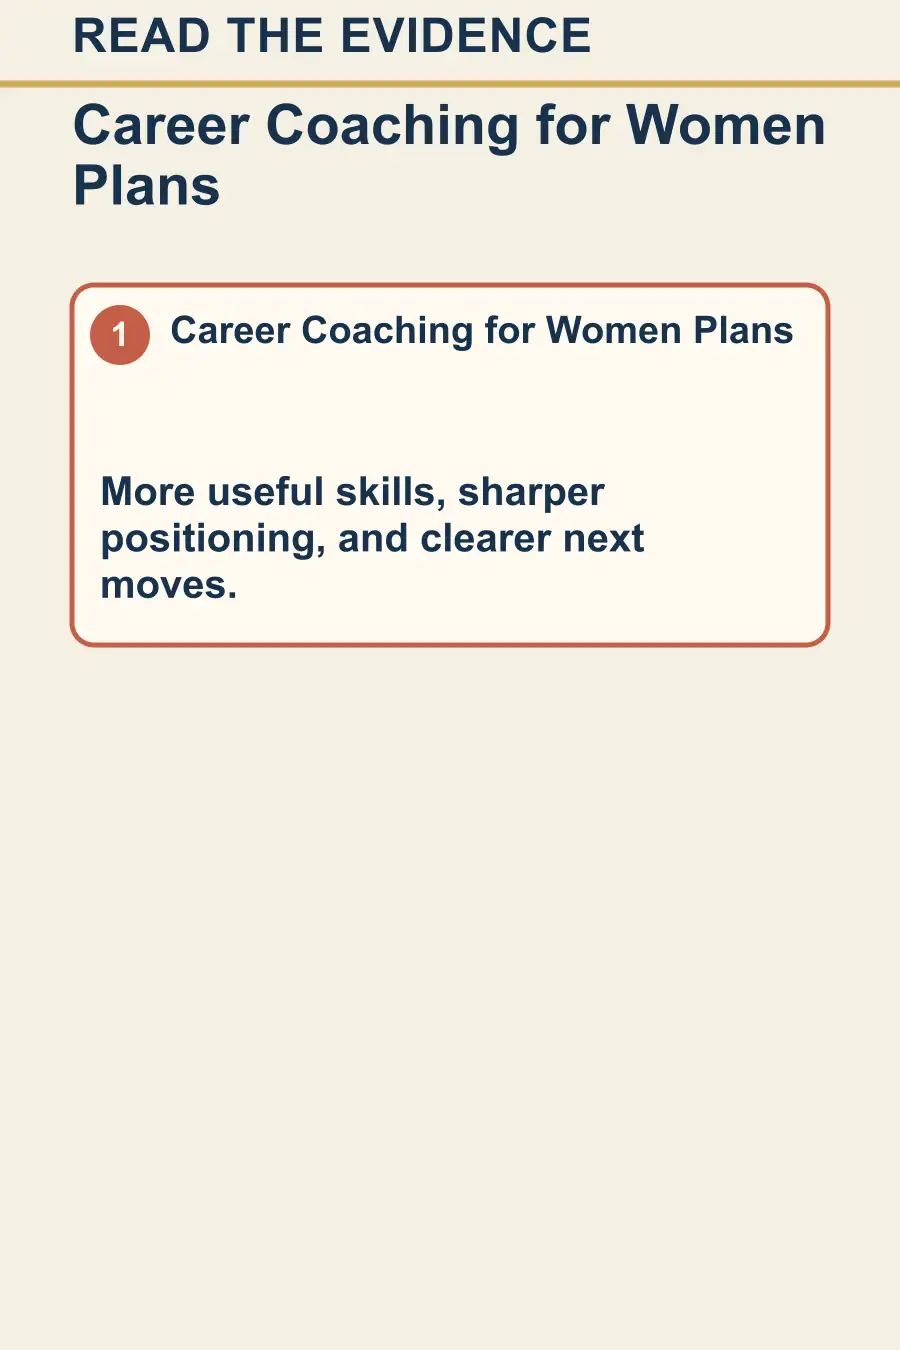 READ THE EVIDENCE
Career Coaching for Women
Plans
1 Career Coaching for Women Plans
More useful skills, sharper
positioning, and clearer next
moves.